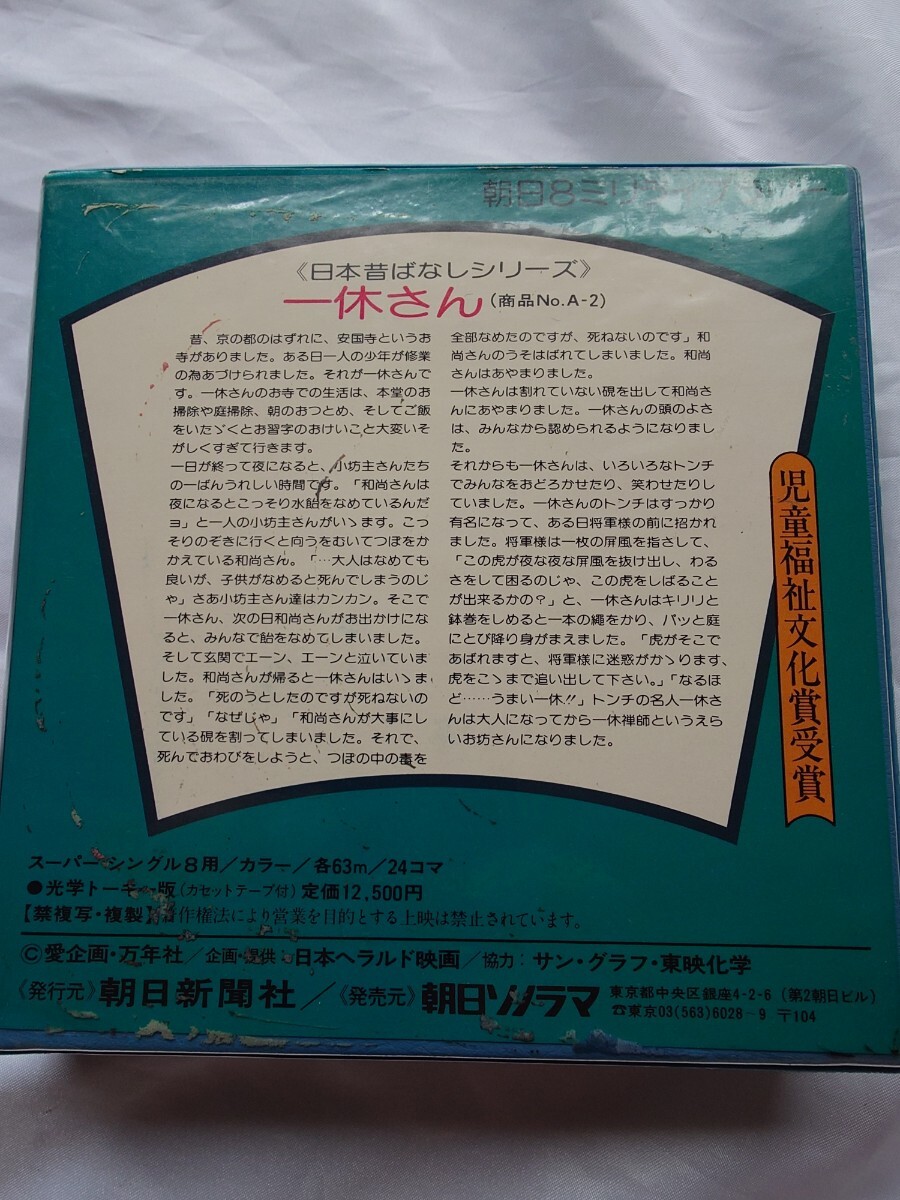 朝日8ミリライブラリー
《日本昔ばなしシリーズ》
一休さん(商品No.A-2)
昔、京の都のはずれに、安国寺というお
寺がありました。ある日一人の少年が修業
の為あづけられました。それが一休さんで
す。一休さんのお寺での生活は、本堂のお
掃除や庭掃除、朝のおつとめ、そしてご飯
をいたゞくとお習字のおけいこと大変いそ
がしくすぎて行きます。
一日が終って夜になると、小坊主さんたち
の一ばんうれしい時間です。「和尚さんは
夜になるとこっそり水飴をなめているんだ
ョ」と一人の小坊主さんがいゝます。こっ
そりのぞきに行くと向うをむいてつぼをか
かえている和尚さん。「…大人はなめても
良いが、子供がなめると死んでしまうのじ
ゃ」さあ小坊主さん達はカンカン。そこで
一休さん、次の日和尚さんがお出かけにな
ると、みんなで飴をなめてしまいました。
そして玄関でエーン、エーンと泣いていま
した。和尚さんが帰ると一休さんはいゝま
した。「死のうとしたのですが死ねないの
です」「なぜじゃ」「和尚さんが大事にし
ている硯を割ってしまいました。それで、
死んでおわびをしようと、つぼの中の毒を
全部なめたのですが、死ねないのです」和
尚さんのうそはばれてしまいました。和尚
さんはあやまりました。
一休さんは割れていない硯を出して和尚さ
んにあやまりました。一休さんの頭のよさ
は、みんなから認められるようになりまし
た。
それからも一休さんは、いろいろなトンチ
でみんなをおどろかせたり、笑わせたりし
ていました。一休さんのトンチはすっかり
有名になって、ある日将軍様の前に招かれ
ました。将軍様は一枚の屏風を指さして、
「この虎が夜な夜な屏風を抜け出し、わる
さをして困るのじゃ、この虎をしばること
が出来るかの?」と、一休さんはキリリと
鉢巻をしめると一本の縄をかり、パッと庭
にとび降り身がまえました。「虎がそこで
あばれますと、将軍様に迷惑がかゝります、
虎をこゝまで追い出して下さい。」「なるほ
ど……うまい一休!!」トンチの名人一休さ
んは大人になってから一休禅師というえら
いお坊さんになりました。
児童福祉文化賞受賞
スーパー・シングル8用/カラー/各63m/24コマ
●光学トーキー版(カセットテープ付)定価12,500円
【禁複写・複製】著作権法により営業を目的とする上映は禁止されています。
©愛企画・万年社/企画・提供:日本ヘラルド映画/協力:サン・グラフ・東映化学
《発行元》朝日新聞社/《発売元》朝日ソノラマ 東京都中央区銀座4-2-6(第2朝日ビル)
☎東京03(563)6028~9 〒104